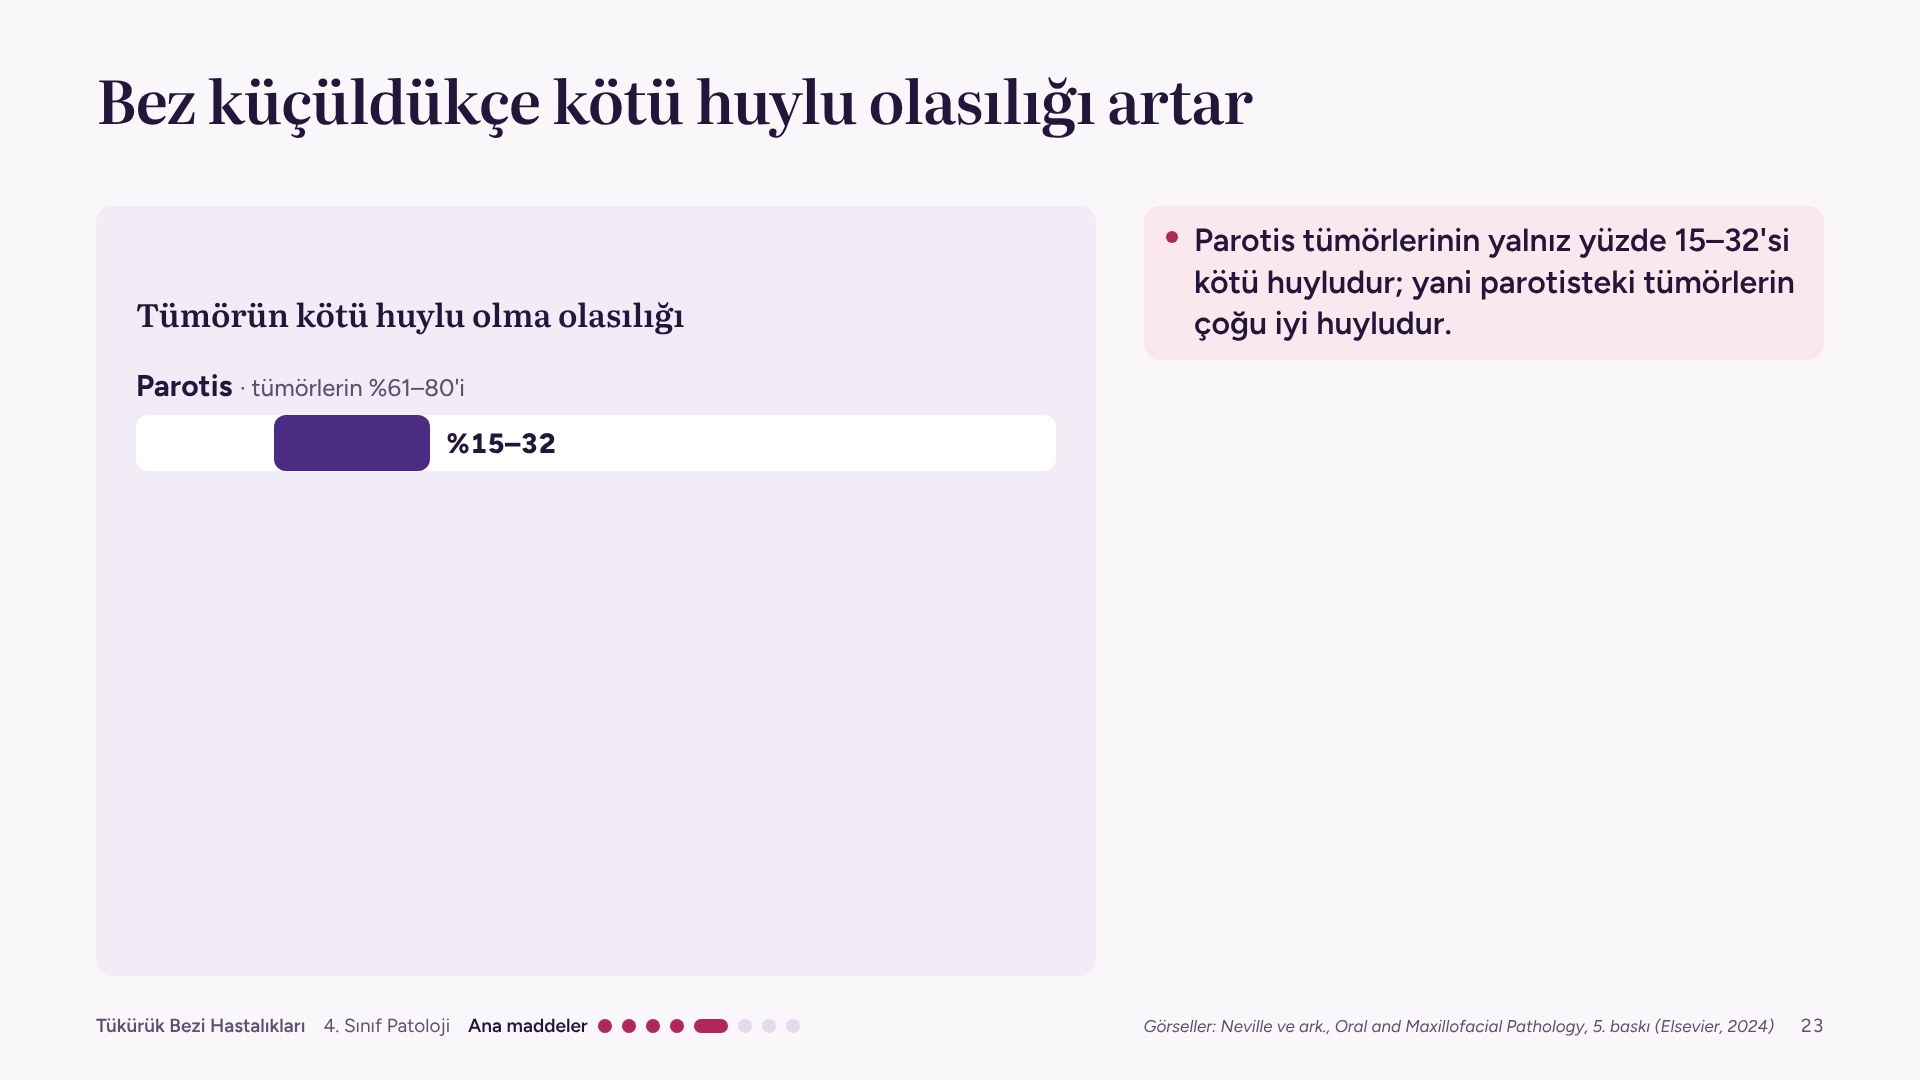 Bez küçüldükçe kötü huylu olasılığı artar
Tümörün kötü huylu olma olasılığı
Parotis · tümörlerin %61–80'i
%15–32
Parotis tümörlerinin yalnız yüzde 15–32'si
kötü huyludur; yani parotisteki tümörlerin
çoğu iyi huyludur.
Tükürük Bezi Hastalıkları 4. Sınıf Patoloji Ana maddeler
Görseller: Neville ve ark., Oral and Maxillofacial Pathology, 5. baskı (Elsevier, 2024) 23